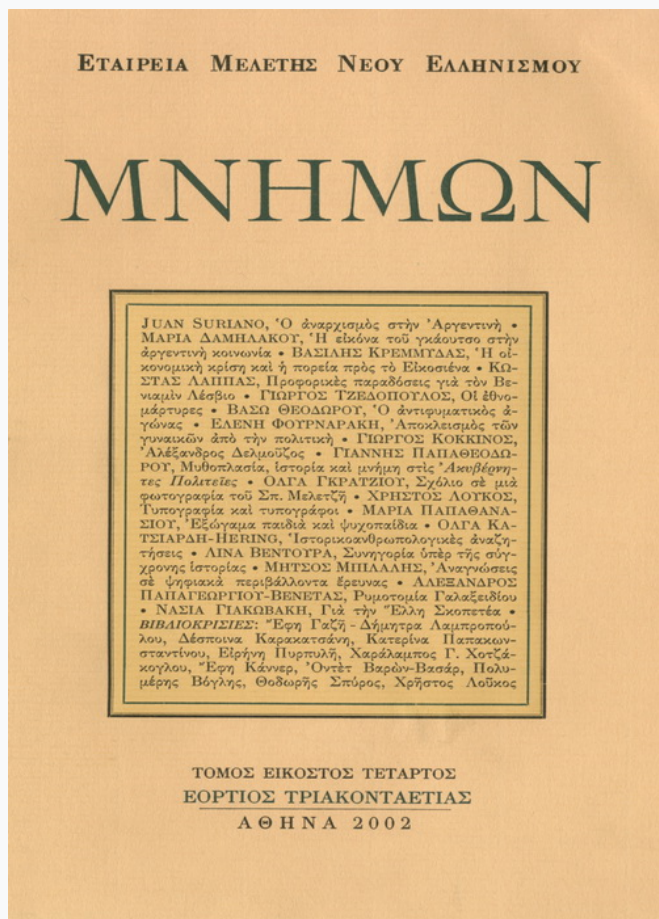 ΕΤΑΙΡΕΙΑ ΜΕΛΕΤΗΣ ΝΕΟΥ ΕΛΛΗΝΙΣΜΟΥ
ΜΝΗΜΩΝ
JUAN SURIANO, Ὁ ἀναρχισμὸς στὴν Ἀργεντινὴ •
ΜΑΡΙΑ ΔΑΜΗΛΑΚΟΥ, Ἡ εἰκόνα τοῦ γκάουτσο στὴν
ἀργεντινὴ κοινωνία • ΒΑΣΙΛΗΣ ΚΡΕΜΜΥΔΑΣ, Ἡ οἰ-
κονομικὴ κρίση καὶ ἡ πορεία πρὸς τὸ Εἰκοσιένα • ΚΩ-
ΣΤΑΣ ΛΑΠΠΑΣ, Προφορικὲς παραδόσεις γιὰ τὸν Βε-
νιαμὶν Λέσβιο • ΓΙΩΡΓΟΣ ΤΖΕΔΟΠΟΥΛΟΣ, Οἱ ἐθνο-
μάρτυρες • ΒΑΣΩ ΘΕΟΔΩΡΟΥ, Ὁ ἀντιφυματικὸς ἀ-
γώνας • ΕΛΕΝΗ ΦΟΥΡΝΑΡΑΚΗ, Ἀποκλεισμὸς τῶν
γυναικῶν ἀπὸ τὴν πολιτικὴ • ΓΙΩΡΓΟΣ ΚΟΚΚΙΝΟΣ,
Ἀλέξανδρος Δελμοῦζος • ΓΙΑΝΝΗΣ ΠΑΠΑΘΕΟΔΩ-
ΡΟΥ, Μυθοπλασία, ἱστορία καὶ μνήμη στὶς Ἀκυβέρνη-
τες Πολιτεῖες • ΟΛΓΑ ΓΚΡΑΤΖΙΟΥ, Σχόλιο σὲ μιὰ
φωτογραφία τοῦ Σπ. Μελετζῆ • ΧΡΗΣΤΟΣ ΛΟΥΚΟΣ,
Τυπογραφία καὶ τυπογράφοι • ΜΑΡΙΑ ΠΑΠΑΘΑΝΑ-
ΣΙΟΥ, Ἐξώγαμα παιδιὰ καὶ ψυχοπαίδια • ΟΛΓΑ ΚΑ-
ΤΣΙΑΡΔΗ-HERING, Ἱστορικοανθρωπολογικὲς ἀναζη-
τήσεις • ΛΙΝΑ ΒΕΝΤΟΥΡΑ, Συνηγορία ὑπὲρ τῆς σύγ-
χρονης ἱστορίας • ΜΗΤΣΟΣ ΜΠΙΛΑΛΗΣ, Ἀναγνώσεις
σὲ ψηφιακὰ περιβάλλοντα ἔρευνας • ΑΛΕΞΑΝΔΡΟΣ
ΠΑΠΑΓΕΩΡΓΙΟΥ-ΒΕΝΕΤΑΣ, Ρυμοτομία Γαλαξειδίου
• ΝΑΣΙΑ ΓΙΑΚΩΒΑΚΗ, Γιὰ τὴν Ἕλλη Σκοπετέα •
ΒΙΒΛΙΟΚΡΙΣΙΕΣ: Ἔφη Γαζῆ - Δήμητρα Λαμπροπού-
λου, Δέσποινα Καρακατσάνη, Κατερίνα Παπακων-
σταντίνου, Εἰρήνη Πυρπυλῆ, Χαράλαμπος Γ. Χοτζά-
κογλου, Ἔφη Κάννερ, Ὀντὲτ Βαρὼν-Βασάρ, Πολυ-
μέρης Βόγλης, Θοδωρῆς Σπύρος, Χρῆστος Λοῦκος
ΤΟΜΟΣ ΕΙΚΟΣΤΟΣ ΤΕΤΑΡΤΟΣ
ΕΟΡΤΙΟΣ ΤΡΙΑΚΟΝΤΑΕΤΙΑΣ
ΑΘΗΝΑ 2002